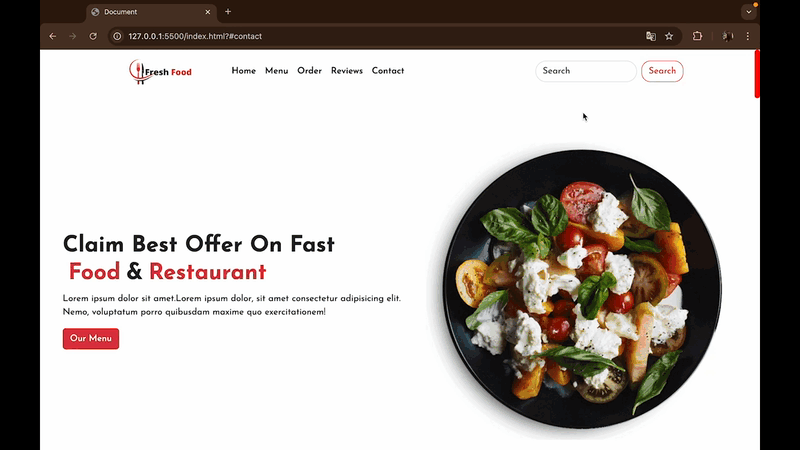 Document
127.0.0.1:5500/index.html?#contact
Fresh Food
Home Menu Order Reviews Contact
Search Search
Claim Best Offer On Fast
Food & Restaurant
Lorem ipsum dolor sit amet.Lorem ipsum dolor, sit amet consectetur adipisicing elit.
Nemo, voluptatum porro quibusdam maxime quo exercitationem!
Our Menu